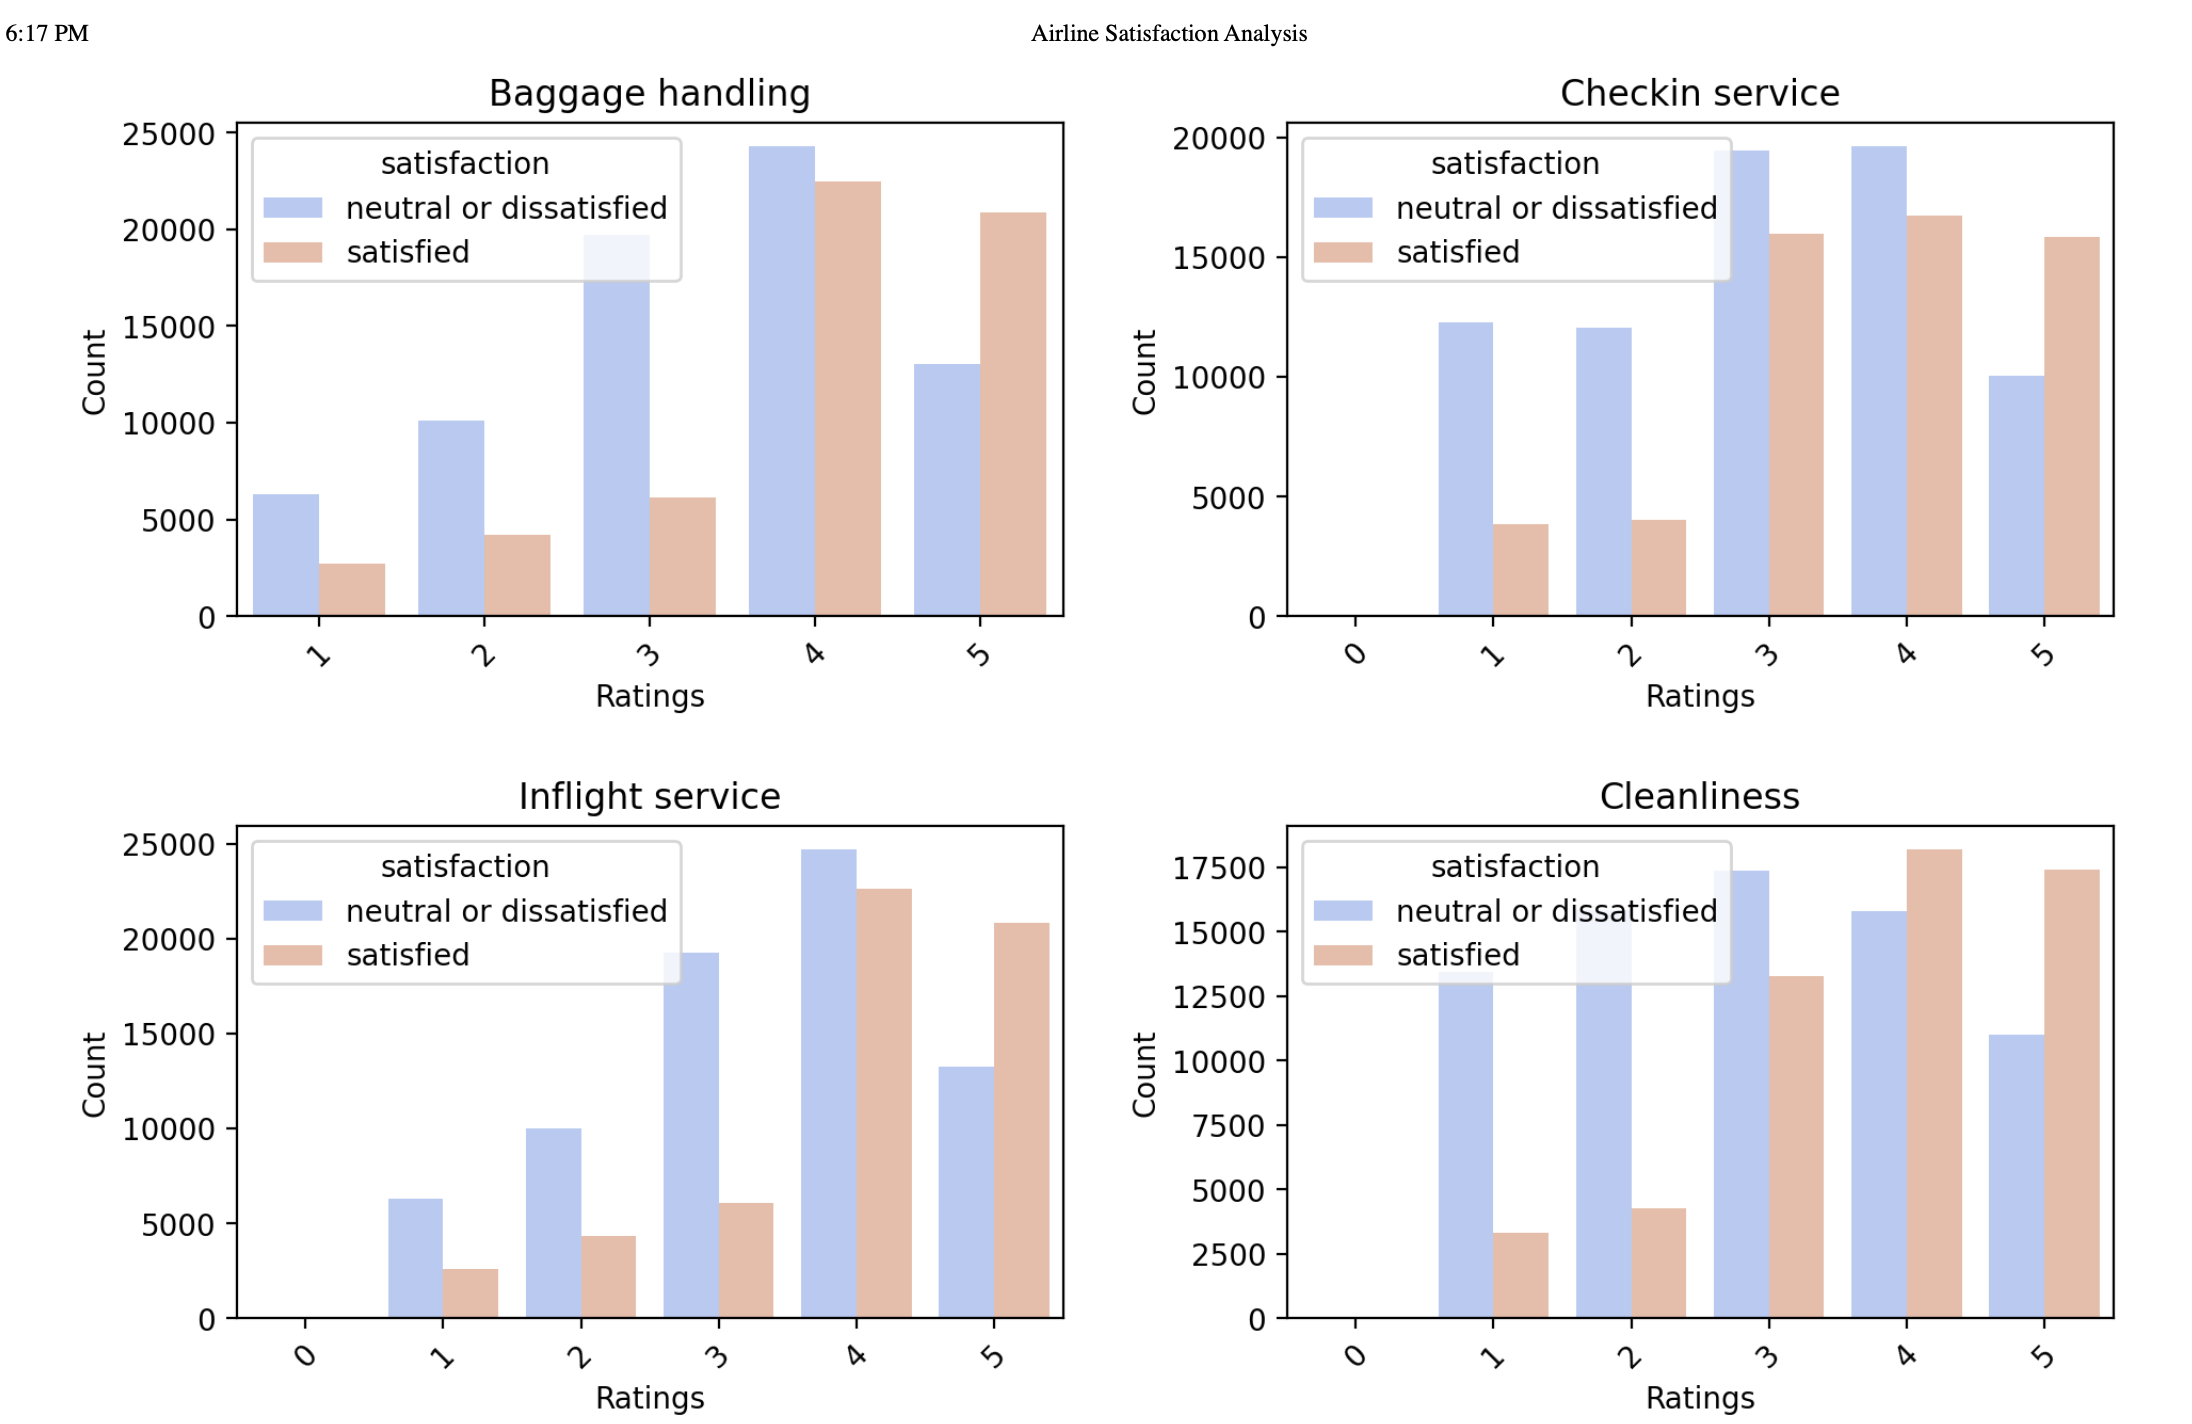 6:17 PM
Airline Satisfaction Analysis
Baggage handling
25000
20000
15000
10000
5000
0
Count
satisfaction
neutral or dissatisfied
satisfied
1 2 3 4 5
Ratings
Checkin service
20000
15000
10000
5000
0
Count
satisfaction
neutral or dissatisfied
satisfied
0 1 2 3 4 5
Ratings
Inflight service
25000
20000
15000
10000
5000
0
Count
satisfaction
neutral or dissatisfied
satisfied
0 1 2 3 4 5
Ratings
Cleanliness
17500
15000
12500
10000
7500
5000
2500
0
Count
satisfaction
neutral or dissatisfied
satisfied
0 1 2 3 4 5
Ratings